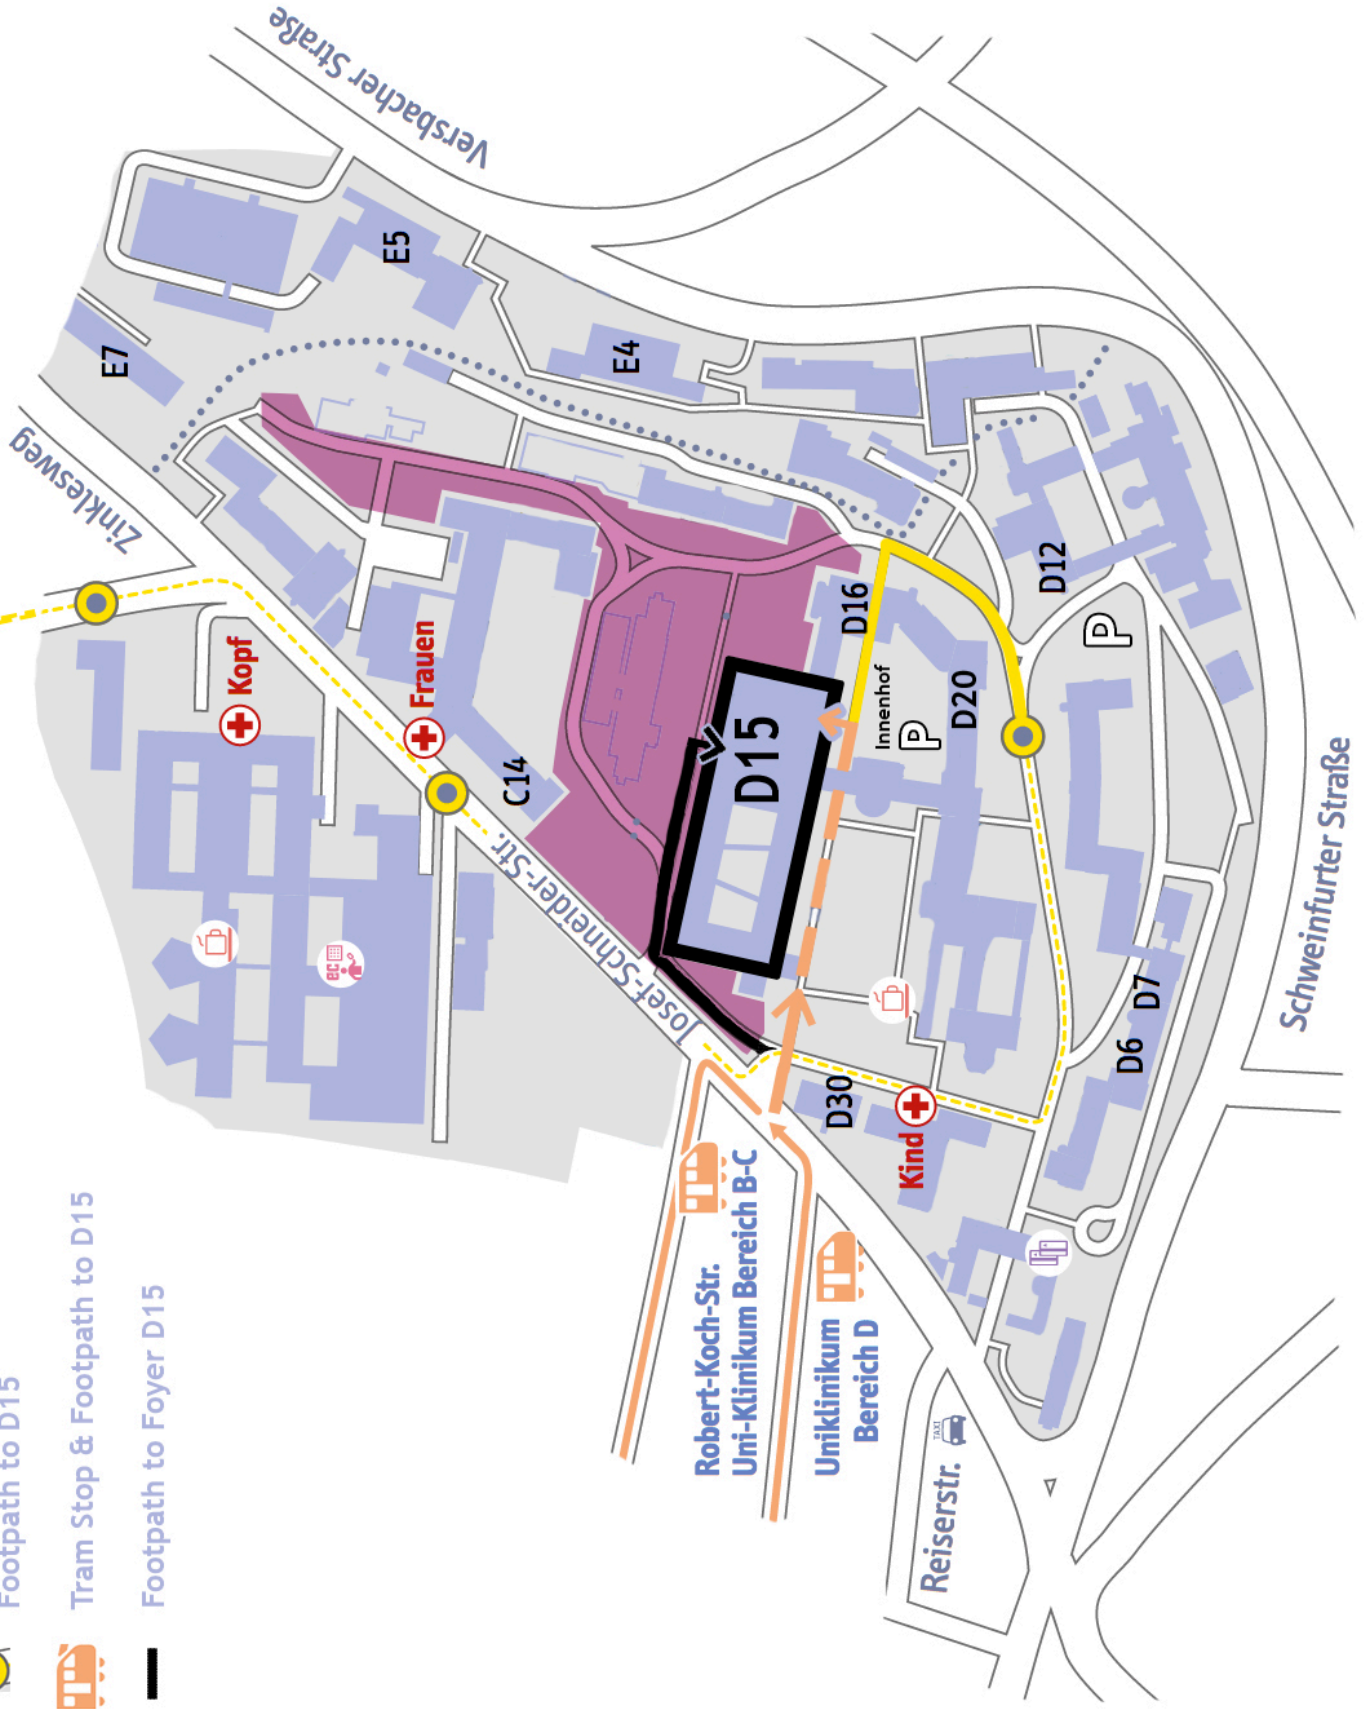 Footpath to D15
Tram Stop & Footpath to D15
Footpath to Foyer D15
Zinklesweg
E7
Versbacher Straße
E5
E4
Kopf
Frauen
C14
ec
Josef-Schneider-Str.
D15
D16
Innenhof
P
D20
D12
P
D30
Kind
D6
D7
Schweinfurter Straße
Robert-Koch-Str.
Uni-Klinikum Bereich B-C
Uniklinikum
Bereich D
TAXI
Reiserstr.